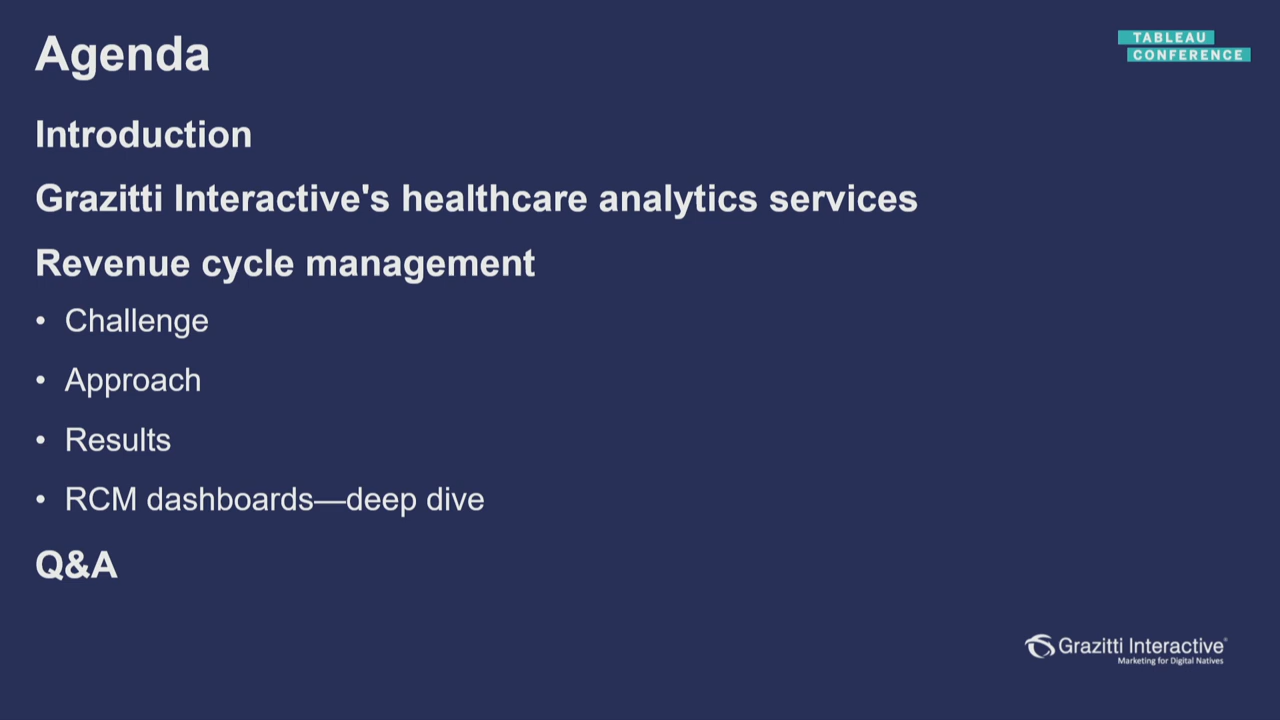 Agenda
TABLEAU
CONFERENCE
Introduction
Grazitti Interactive's healthcare analytics services
Revenue cycle management
• Challenge
• Approach
• Results
• RCM dashboards—deep dive
Q&A
Grazitti Interactive®
Marketing for Digital Natives